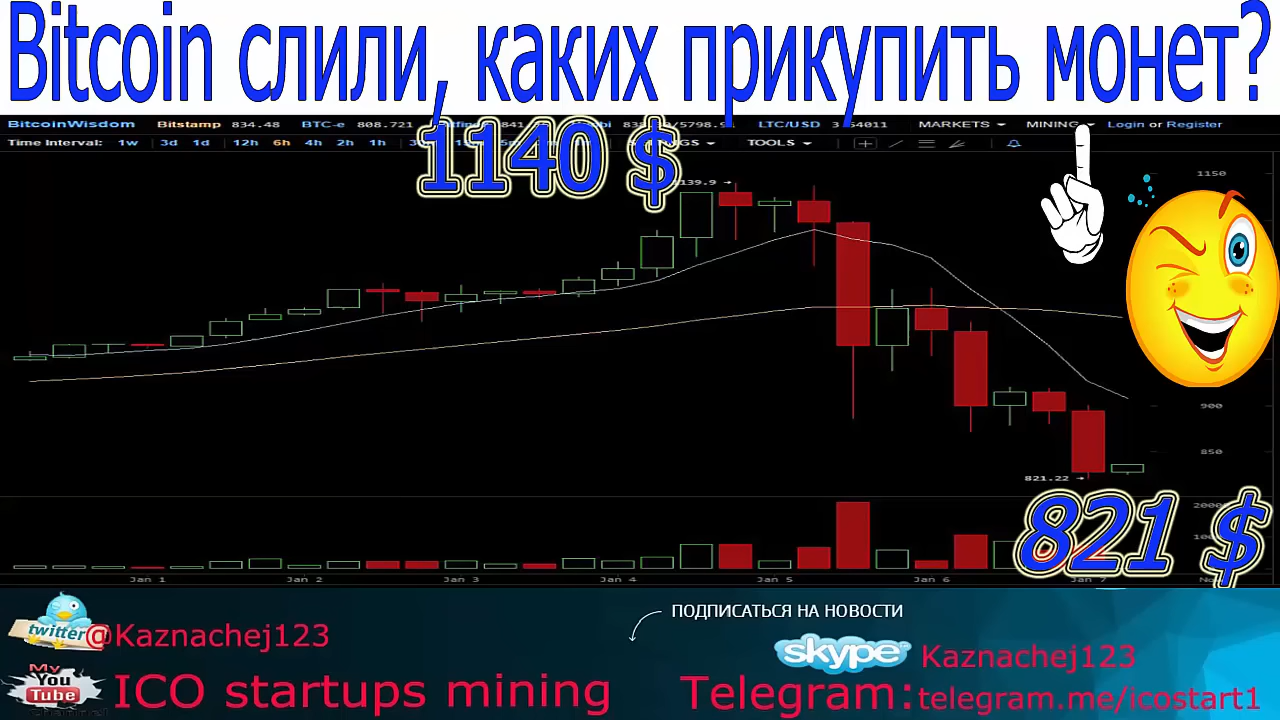 Bitcoin слили, каких прикупить монет?
BitcoinWisdom Bitstamp 834.48 BTC-e 808.721 LTC/USD MARKETS MINING Login or Register
Time Interval: 1w 3d 1d 12h 6h 4h 2h 1h TOOLS
1140 $
1139.9
1150
900
850
821.22
821 $
Jan 1 Jan 2 Jan 3 Jan 4 Jan 5 Jan 6 Jan 7
ПОДПИСАТЬСЯ НА НОВОСТИ
twitter @Kaznachej123
skype Kaznachej123
My
You
Tube
channel
ICO startups mining
Telegram: telegram.me/icostart1